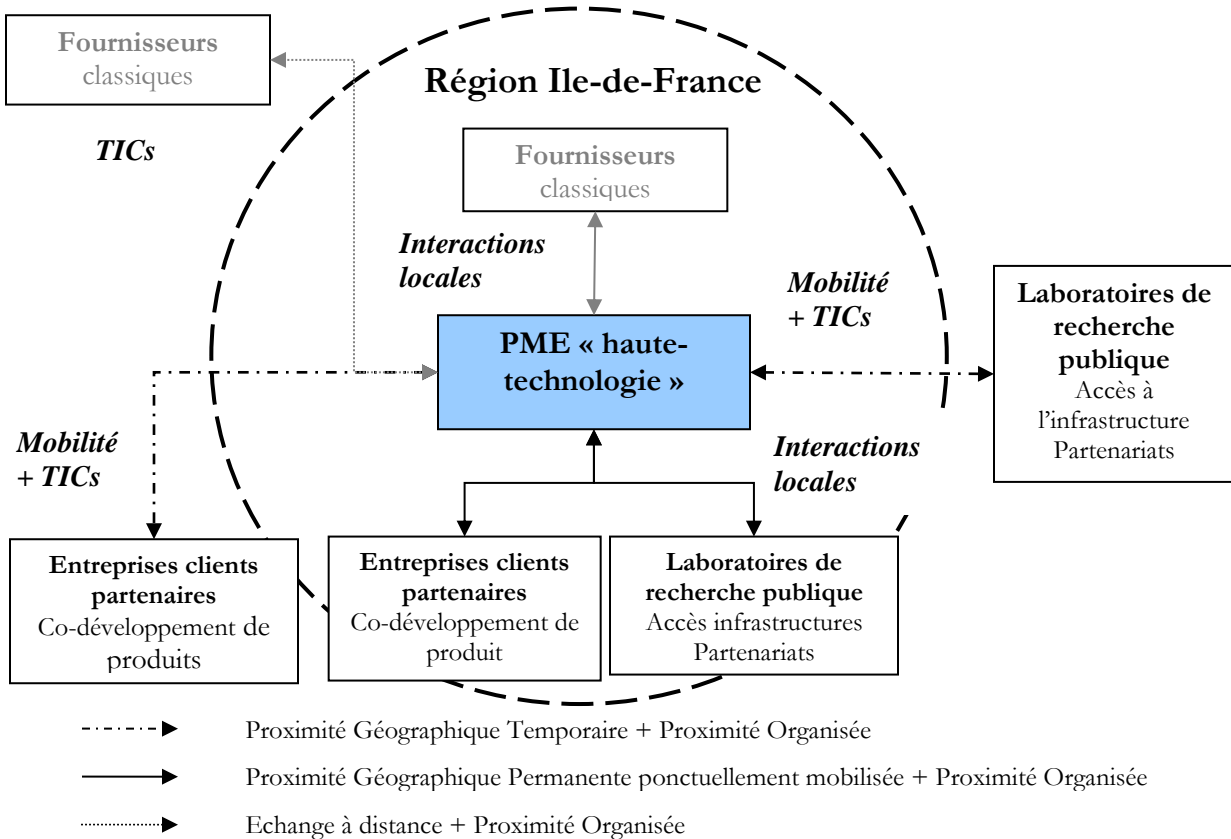 Fournisseurs
classiques
Région Ile-de-France
TICs
Fournisseurs
classiques
Interactions
locales
Mobilité
+ TICs
Laboratoires de
recherche
publique
Accès à
l’infrastructure
Partenariats
PME « haute-
technologie »
Mobilité
+ TICs
Interactions
locales
Entreprises clients
partenaires
Co-développement de
produits
Entreprises clients
partenaires
Co-développement de
produit
Laboratoires de
recherche publique
Accès infrastructures
Partenariats
Proximité Géographique Temporaire + Proximité Organisée
Proximité Géographique Permanente ponctuellement mobilisée + Proximité Organisée
Echange à distance + Proximité Organisée